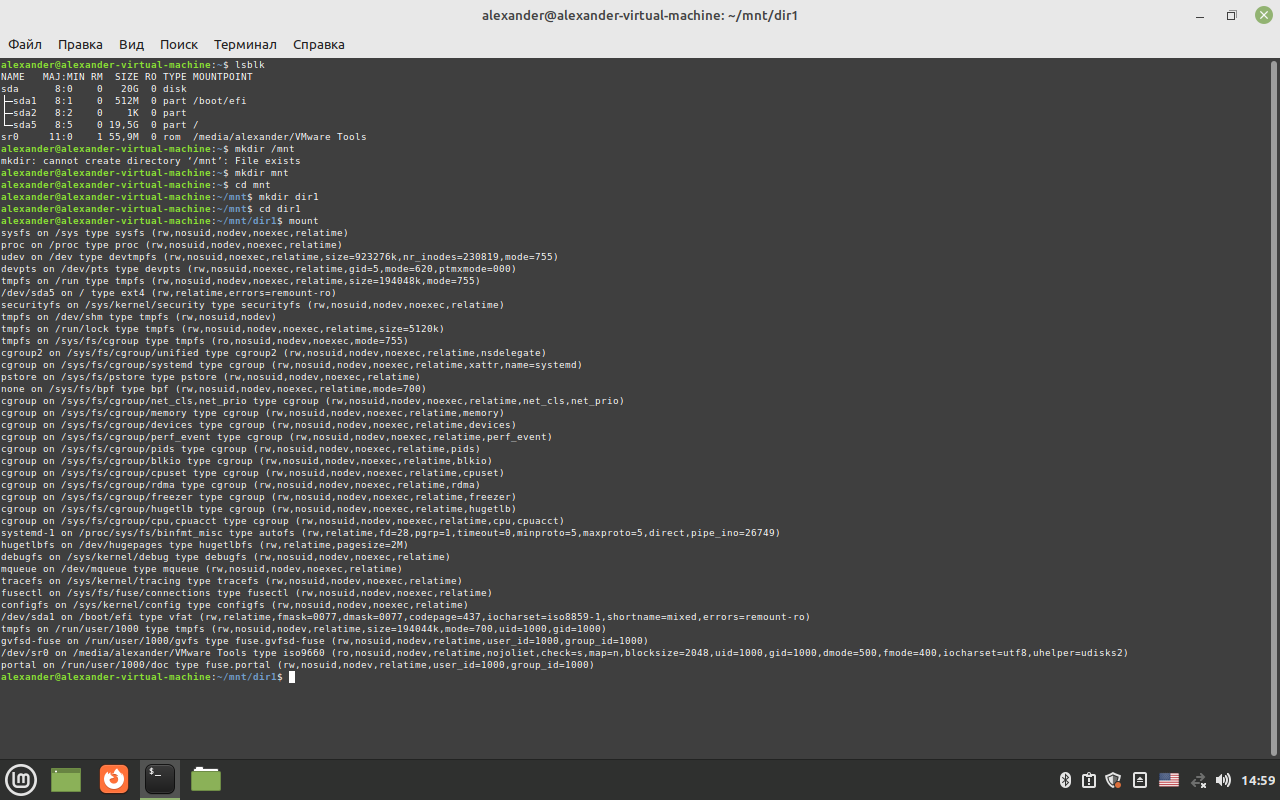 alexander@alexander-virtual-machine: ~/mnt/dir1
Файл Правка Вид Поиск Терминал Справка
alexander@alexander-virtual-machine:~$ lsblk
NAME   MAJ:MIN RM  SIZE RO TYPE MOUNTPOINT
sda      8:0    0   20G  0 disk
├─sda1   8:1    0  512M  0 part /boot/efi
├─sda2   8:2    0    1K  0 part
└─sda5   8:5    0 19,5G  0 part /
sr0     11:0    1 55,9M  0 rom  /media/alexander/VMware Tools
alexander@alexander-virtual-machine:~$ mkdir /mnt
mkdir: cannot create directory ‘/mnt’: File exists
alexander@alexander-virtual-machine:~$ mkdir mnt
alexander@alexander-virtual-machine:~$ cd mnt
alexander@alexander-virtual-machine:~/mnt$ mkdir dir1
alexander@alexander-virtual-machine:~/mnt$ cd dir1
alexander@alexander-virtual-machine:~/mnt/dir1$ mount
sysfs on /sys type sysfs (rw,nosuid,nodev,noexec,relatime)
proc on /proc type proc (rw,nosuid,nodev,noexec,relatime)
udev on /dev type devtmpfs (rw,nosuid,noexec,relatime,size=923276k,nr_inodes=230819,mode=755)
devpts on /dev/pts type devpts (rw,nosuid,noexec,relatime,gid=5,mode=620,ptmxmode=000)
tmpfs on /run type tmpfs (rw,nosuid,nodev,noexec,relatime,size=194048k,mode=755)
/dev/sda5 on / type ext4 (rw,relatime,errors=remount-ro)
securityfs on /sys/kernel/security type securityfs (rw,nosuid,nodev,noexec,relatime)
tmpfs on /dev/shm type tmpfs (rw,nosuid,nodev)
tmpfs on /run/lock type tmpfs (rw,nosuid,nodev,noexec,relatime,size=5120k)
tmpfs on /sys/fs/cgroup type tmpfs (ro,nosuid,nodev,noexec,mode=755)
cgroup2 on /sys/fs/cgroup/unified type cgroup2 (rw,nosuid,nodev,noexec,relatime,nsdelegate)
cgroup on /sys/fs/cgroup/systemd type cgroup (rw,nosuid,nodev,noexec,relatime,xattr,name=systemd)
pstore on /sys/fs/pstore type pstore (rw,nosuid,nodev,noexec,relatime)
none on /sys/fs/bpf type bpf (rw,nosuid,nodev,noexec,relatime,mode=700)
cgroup on /sys/fs/cgroup/net_cls,net_prio type cgroup (rw,nosuid,nodev,noexec,relatime,net_cls,net_prio)
cgroup on /sys/fs/cgroup/memory type cgroup (rw,nosuid,nodev,noexec,relatime,memory)
cgroup on /sys/fs/cgroup/devices type cgroup (rw,nosuid,nodev,noexec,relatime,devices)
cgroup on /sys/fs/cgroup/perf_event type cgroup (rw,nosuid,nodev,noexec,relatime,perf_event)
cgroup on /sys/fs/cgroup/pids type cgroup (rw,nosuid,nodev,noexec,relatime,pids)
cgroup on /sys/fs/cgroup/blkio type cgroup (rw,nosuid,nodev,noexec,relatime,blkio)
cgroup on /sys/fs/cgroup/cpuset type cgroup (rw,nosuid,nodev,noexec,relatime,cpuset)
cgroup on /sys/fs/cgroup/rdma type cgroup (rw,nosuid,nodev,noexec,relatime,rdma)
cgroup on /sys/fs/cgroup/freezer type cgroup (rw,nosuid,nodev,noexec,relatime,freezer)
cgroup on /sys/fs/cgroup/hugetlb type cgroup (rw,nosuid,nodev,noexec,relatime,hugetlb)
cgroup on /sys/fs/cgroup/cpu,cpuacct type cgroup (rw,nosuid,nodev,noexec,relatime,cpu,cpuacct)
systemd-1 on /proc/sys/fs/binfmt_misc type autofs (rw,relatime,fd=28,pgrp=1,timeout=0,minproto=5,maxproto=5,direct,pipe_ino=26749)
hugetlbfs on /dev/hugepages type hugetlbfs (rw,relatime,pagesize=2M)
debugfs on /sys/kernel/debug type debugfs (rw,nosuid,nodev,noexec,relatime)
mqueue on /dev/mqueue type mqueue (rw,nosuid,nodev,noexec,relatime)
tracefs on /sys/kernel/tracing type tracefs (rw,nosuid,nodev,noexec,relatime)
fusectl on /sys/fs/fuse/connections type fusectl (rw,nosuid,nodev,noexec,relatime)
configfs on /sys/kernel/config type configfs (rw,nosuid,nodev,noexec,relatime)
/dev/sda1 on /boot/efi type vfat (rw,relatime,fmask=0077,dmask=0077,codepage=437,iocharset=iso8859-1,shortname=mixed,errors=remount-ro)
tmpfs on /run/user/1000 type tmpfs (rw,nosuid,nodev,relatime,size=194044k,mode=700,uid=1000,gid=1000)
gvfsd-fuse on /run/user/1000/gvfs type fuse.gvfsd-fuse (rw,nosuid,nodev,relatime,user_id=1000,group_id=1000)
/dev/sr0 on /media/alexander/VMware Tools type iso9660 (ro,nosuid,nodev,relatime,nojoliet,check=s,map=n,blocksize=2048,uid=1000,gid=1000,dmode=500,fmode=400,iocharset=utf8,uhelper=udisks2)
portal on /run/user/1000/doc type fuse.portal (rw,nosuid,nodev,relatime,user_id=1000,group_id=1000)
alexander@alexander-virtual-machine:~/mnt/dir1$
14:59